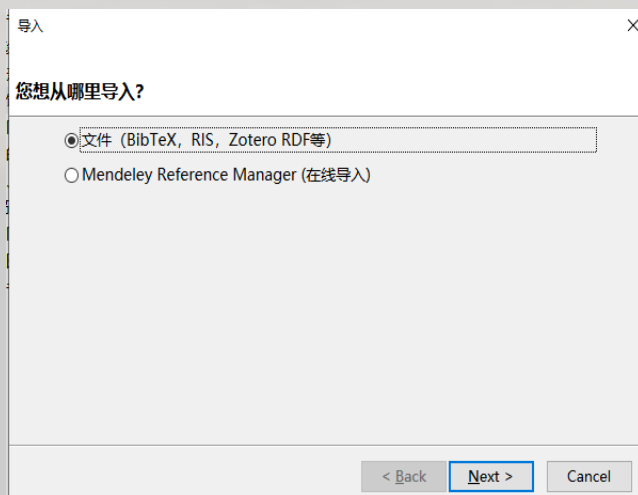 导入
您想从哪里导入?
文件（BibTeX，RIS，Zotero RDF等）
Mendeley Reference Manager (在线导入)
< Back
Next >
Cancel